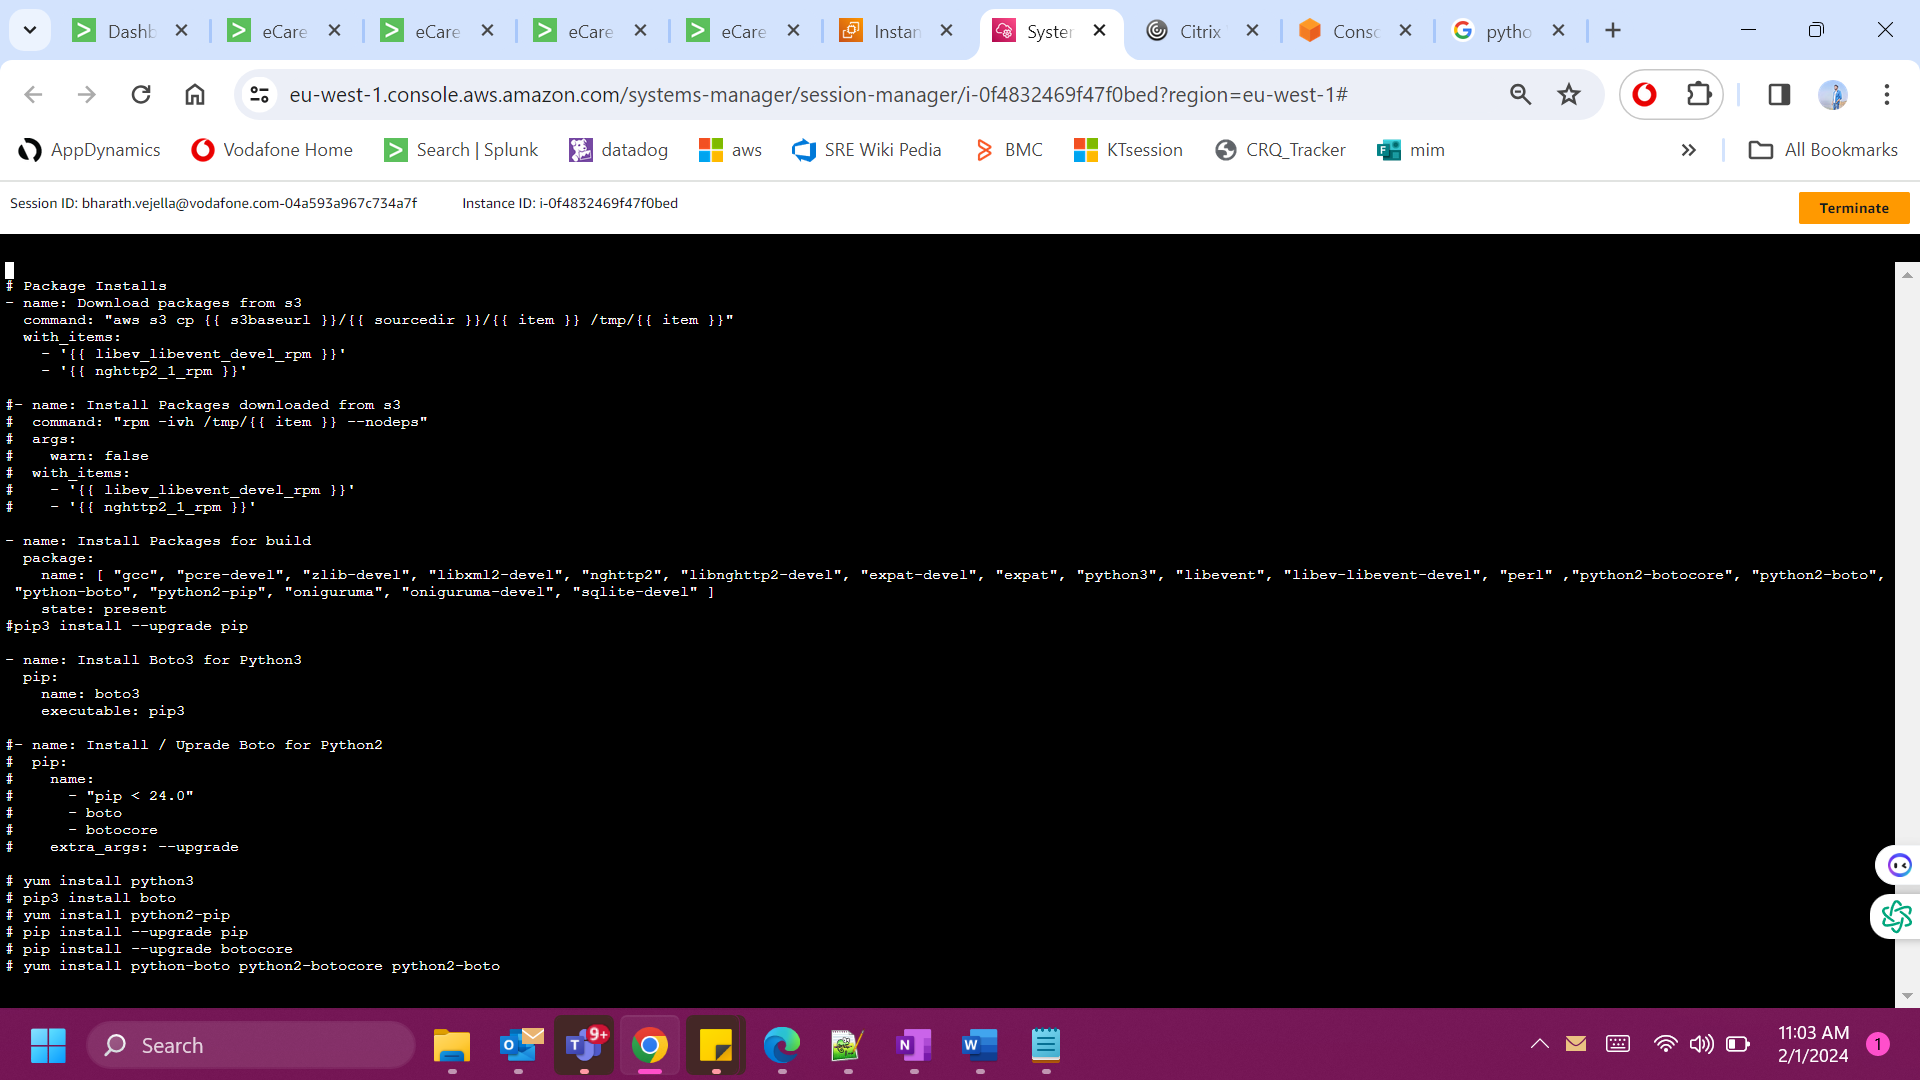 Dashb
eCare
eCare
eCare
eCare
Instan
System
Citrix
Conso
pytho
eu-west-1.console.aws.amazon.com/systems-manager/session-manager/i-0f4832469f47f0bed?region=eu-west-1#
AppDynamics
Vodafone Home
Search | Splunk
datadog
aws
SRE Wiki Pedia
BMC
KTsession
CRQ_Tracker
mim
All Bookmarks
Session ID: bharath.vejella@vodafone.com-04a593a967c734a7f
Instance ID: i-0f4832469f47f0bed
Terminate
# Package Installs
- name: Download packages from s3
  command: "aws s3 cp {{ s3baseurl }}/{{ sourcedir }}/{{ item }} /tmp/{{ item }}"
  with_items:
    - '{{ libev_libevent_devel_rpm }}'
    - '{{ nghttp2_1_rpm }}'
#- name: Install Packages downloaded from s3
#  command: "rpm -ivh /tmp/{{ item }} --nodeps"
#  args:
#    warn: false
#  with_items:
#    - '{{ libev_libevent_devel_rpm }}'
#    - '{{ nghttp2_1_rpm }}'
- name: Install Packages for build
  package:
    name: [ "gcc", "pcre-devel", "zlib-devel", "libxml2-devel", "nghttp2", "libnghttp2-devel", "expat-devel", "expat", "python3", "libevent", "libev-libevent-devel", "perl" ,"python2-botocore", "python2-boto",
 "python-boto", "python2-pip", "oniguruma", "oniguruma-devel", "sqlite-devel" ]
    state: present
#pip3 install --upgrade pip
- name: Install Boto3 for Python3
  pip:
    name: boto3
    executable: pip3
#- name: Install / Uprade Boto for Python2
#  pip:
#    name:
#      - "pip < 24.0"
#      - boto
#      - botocore
#    extra_args: --upgrade
# yum install python3
# pip3 install boto
# yum install python2-pip
# pip install --upgrade pip
# pip install --upgrade botocore
# yum install python-boto python2-botocore python2-boto
Search
9+
11:03 AM
2/1/2024
1